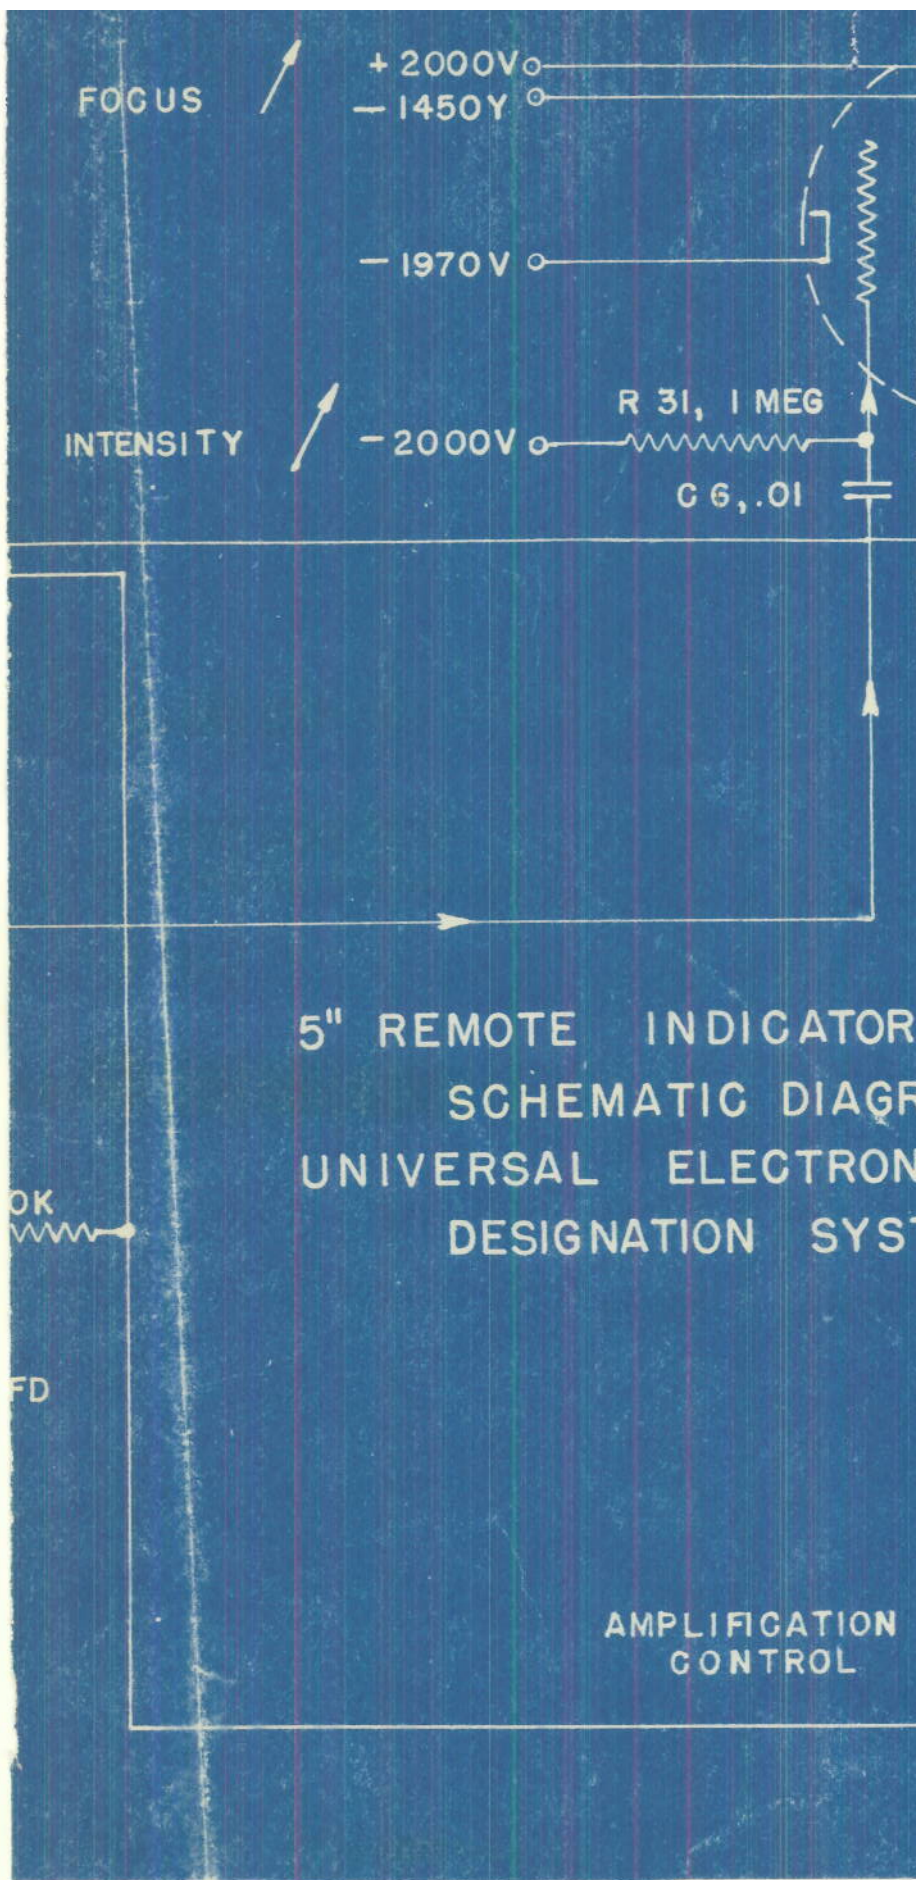 +2000V
FOCUS
-1450Y
-1970V
R 31, 1 MEG
INTENSITY -2000V
C 6, .01
5" REMOTE INDICATOR
SCHEMATIC DIAGR
UNIVERSAL ELECTRON
DESIGNATION SYST
OK
FD
AMPLIFICATION
CONTROL